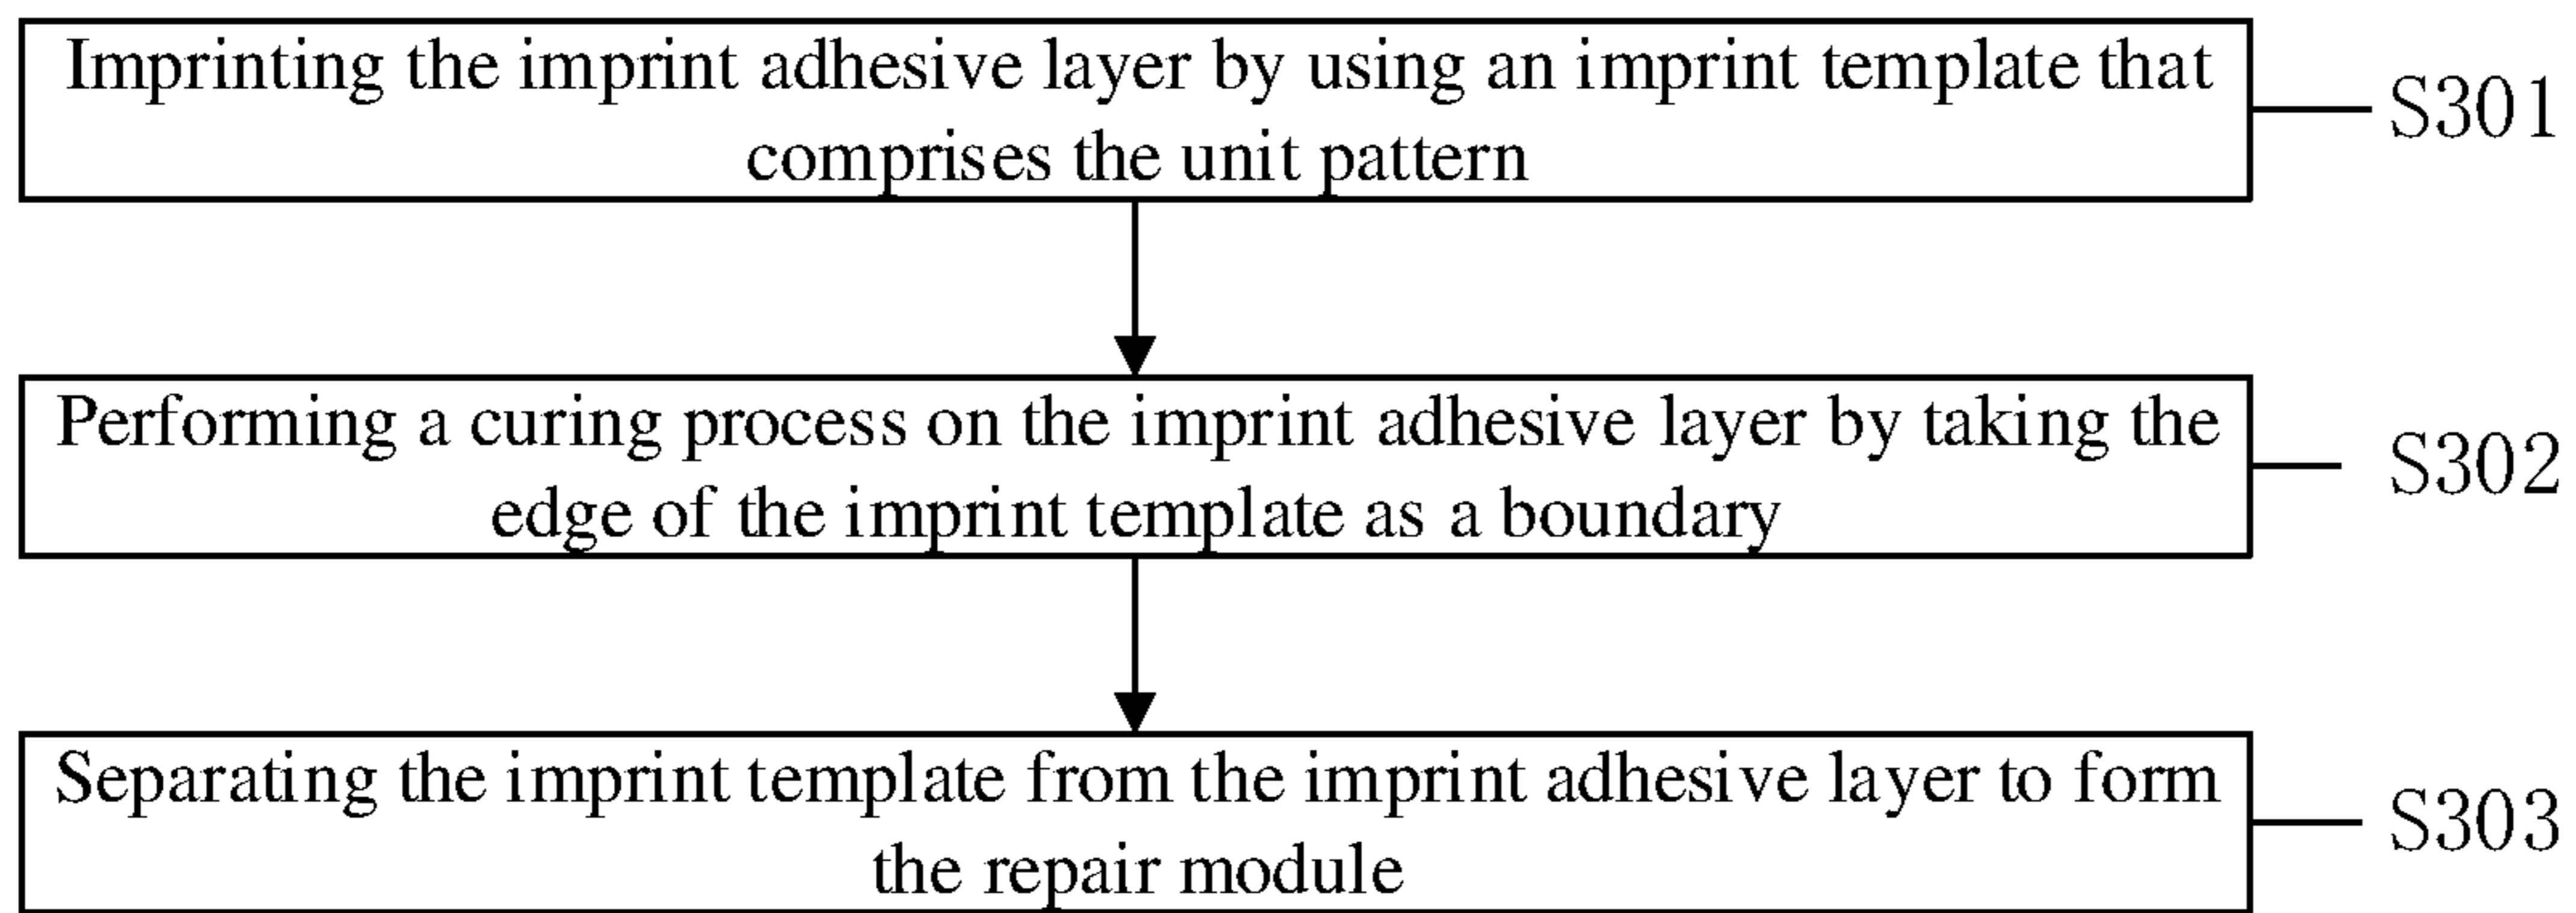 Imprinting the imprint adhesive layer by using an imprint template that
comprises the unit pattern
S301
Performing a curing process on the imprint adhesive layer by taking the
edge of the imprint template as a boundary
S302
Separating the imprint template from the imprint adhesive layer to form
the repair module
S303